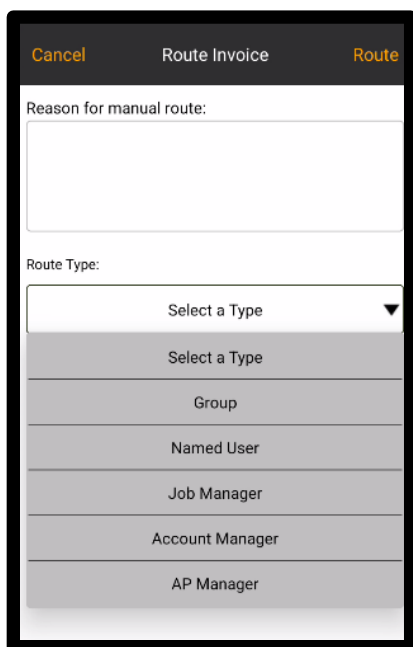 Cancel Route Invoice Route
Reason for manual route:
Route Type:
Select a Type
Select a Type
Group
Named User
Job Manager
Account Manager
AP Manager